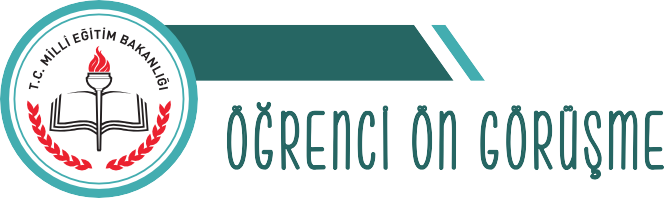 T.C. MİLLİ EĞİTİM BAKANLIĞI
ÖĞRENCİ ÖN GÖRÜŞME